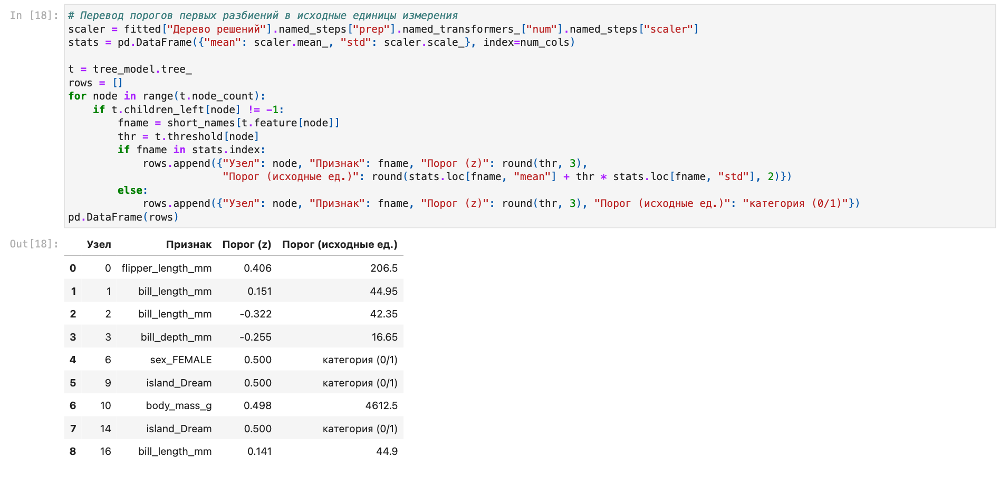 In [18]:
# Перевод порогов первых разбиений в исходные единицы измерения
scaler = fitted["Дерево решений"].named_steps["prep"].named_transformers_["num"].named_steps["scaler"]
stats = pd.DataFrame({"mean": scaler.mean_, "std": scaler.scale_}, index=num_cols)

t = tree_model.tree_
rows = []
for node in range(t.node_count):
    if t.children_left[node] != -1:
        fname = short_names[t.feature[node]]
        thr = t.threshold[node]
        if fname in stats.index:
            rows.append({"Узел": node, "Признак": fname, "Порог (z)": round(thr, 3),
                         "Порог (исходные ед.)": round(stats.loc[fname, "mean"] + thr * stats.loc[fname, "std"], 2)})
        else:
            rows.append({"Узел": node, "Признак": fname, "Порог (z)": round(thr, 3), "Порог (исходные ед.)": "категория (0/1)"})
pd.DataFrame(rows)
Out[18]:
Узел Признак Порог (z) Порог (исходные ед.)
0 0 flipper_length_mm 0.406 206.5
1 1 bill_length_mm 0.151 44.95
2 2 bill_length_mm -0.322 42.35
3 3 bill_depth_mm -0.255 16.65
4 6 sex_FEMALE 0.500 категория (0/1)
5 9 island_Dream 0.500 категория (0/1)
6 10 body_mass_g 0.498 4612.5
7 14 island_Dream 0.500 категория (0/1)
8 16 bill_length_mm 0.141 44.9